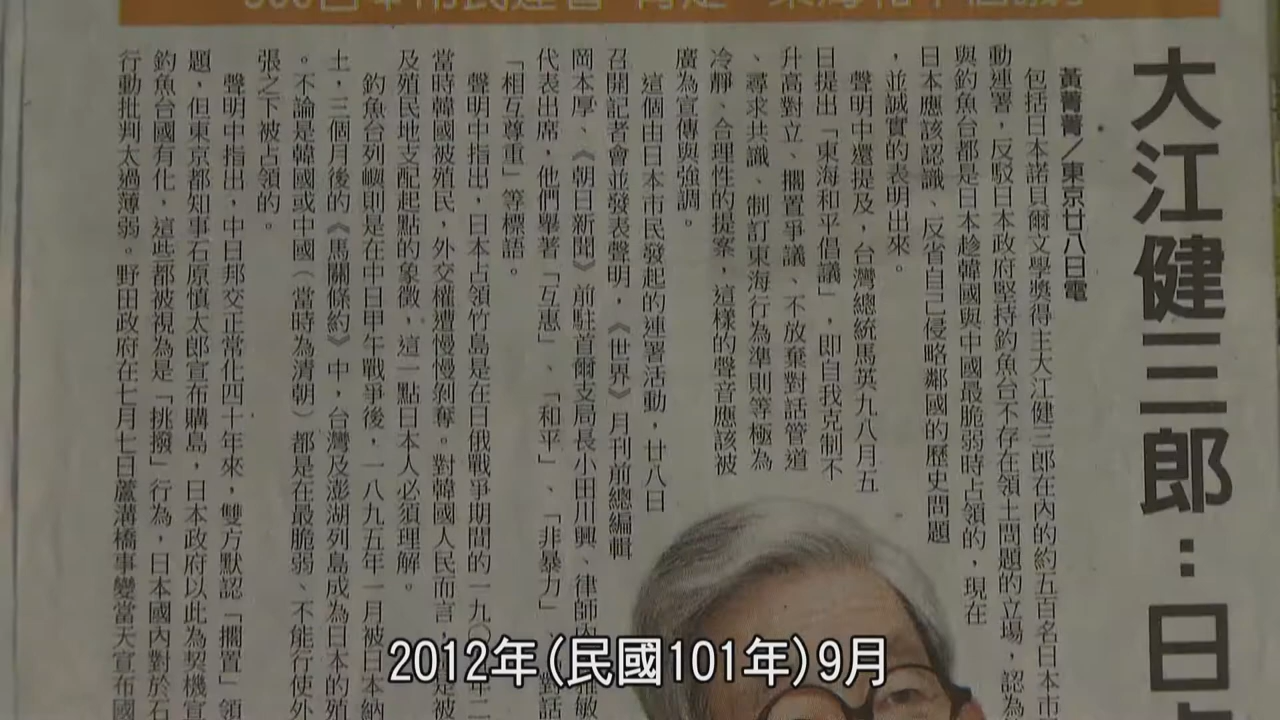 大江健三郎：日
黃菁菁／東京廿八日電
包括日本諾貝爾文學獎得主大江健三郎在內的約五百名日本市
動連署，反駁日本政府堅持釣魚台不存在領土問題的立場，認為
與釣魚台都是日本趁韓國與中國最脆弱時占領的，現在
日本應該認識、反省自己侵略鄰國的歷史問題
，並誠實的表明出來。
聲明中還提及，台灣總統馬英九八月五
日提出「東海和平倡議」，即自我克制不
升高對立、擱置爭議、不放棄對話管道
、尋求共識、制訂東海行為準則等極為
冷靜、合理性的提案，這樣的聲音應該被
廣為宣傳與強調。
這個由日本市民發起的連署活動，廿八日
召開記者會並發表聲明，《世界》月刊前總編輯
岡本厚、《朝日新聞》前駐首爾支局長小田川興、律師內
代表出席，他們舉著「互惠」、「和平」、「非暴力」、
「相互尊重」等標語。
聲明中指出，日本占領竹島是在日俄戰爭期間的一九〇
當時韓國被殖民，外交權遭慢慢剝奪。對韓國人民而言，
及殖民地支配起點的象徵，這一點日本人必須理解。
釣魚台列嶼則是在中日甲午戰爭後，一八九五年一月被日本納
土，三個月後的《馬關條約》中，台灣及澎湖列島成為日本的殖
。不論是韓國或中國（當時為清朝）都是在最脆弱、不能行使外
張之下被占領的。
聲明中指出，中日邦交正常化四十年來，雙方默認「擱置」領
題，但東京都知事石原慎太郎宣布購島，日本政府以此為契機宣
釣魚台國有化，這些都被視為是「挑撥」行為，日本國內對於石
行動批判太過薄弱。野田政府在七月七日蘆溝橋事變當天宣布國
2012年(民國101年)9月